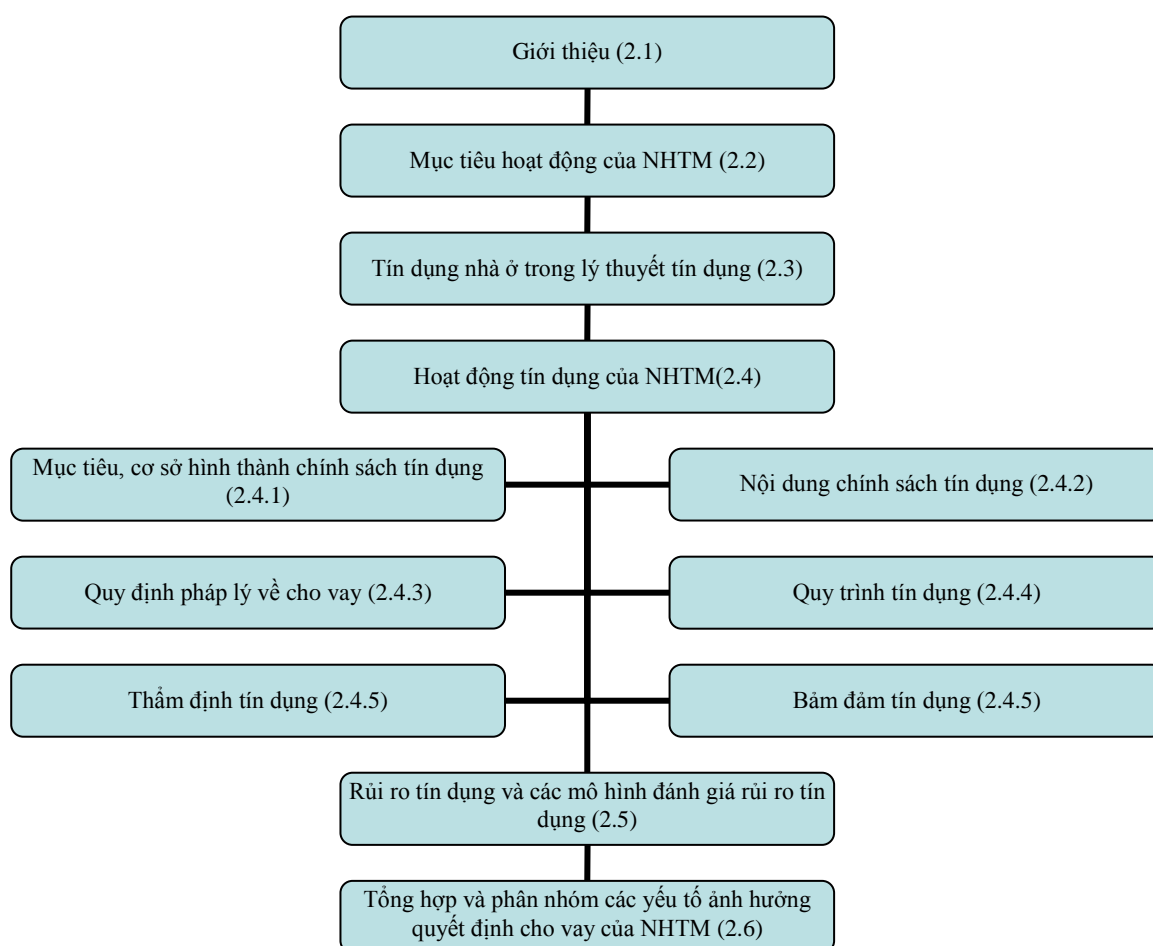 Giới thiệu (2.1)
Mục tiêu hoạt động của NHTM (2.2)
Tín dụng nhà ở trong lý thuyết tín dụng (2.3)
Hoạt động tín dụng của NHTM(2.4)
Mục tiêu, cơ sở hình thành chính sách tín dụng
(2.4.1)
Nội dung chính sách tín dụng (2.4.2)
Quy định pháp lý về cho vay (2.4.3)
Quy trình tín dụng (2.4.4)
Thẩm định tín dụng (2.4.5)
Bảm đảm tín dụng (2.4.5)
Rủi ro tín dụng và các mô hình đánh giá rủi ro tín
dụng (2.5)
Tổng hợp và phân nhóm các yếu tố ảnh hưởng
quyết định cho vay của NHTM (2.6)